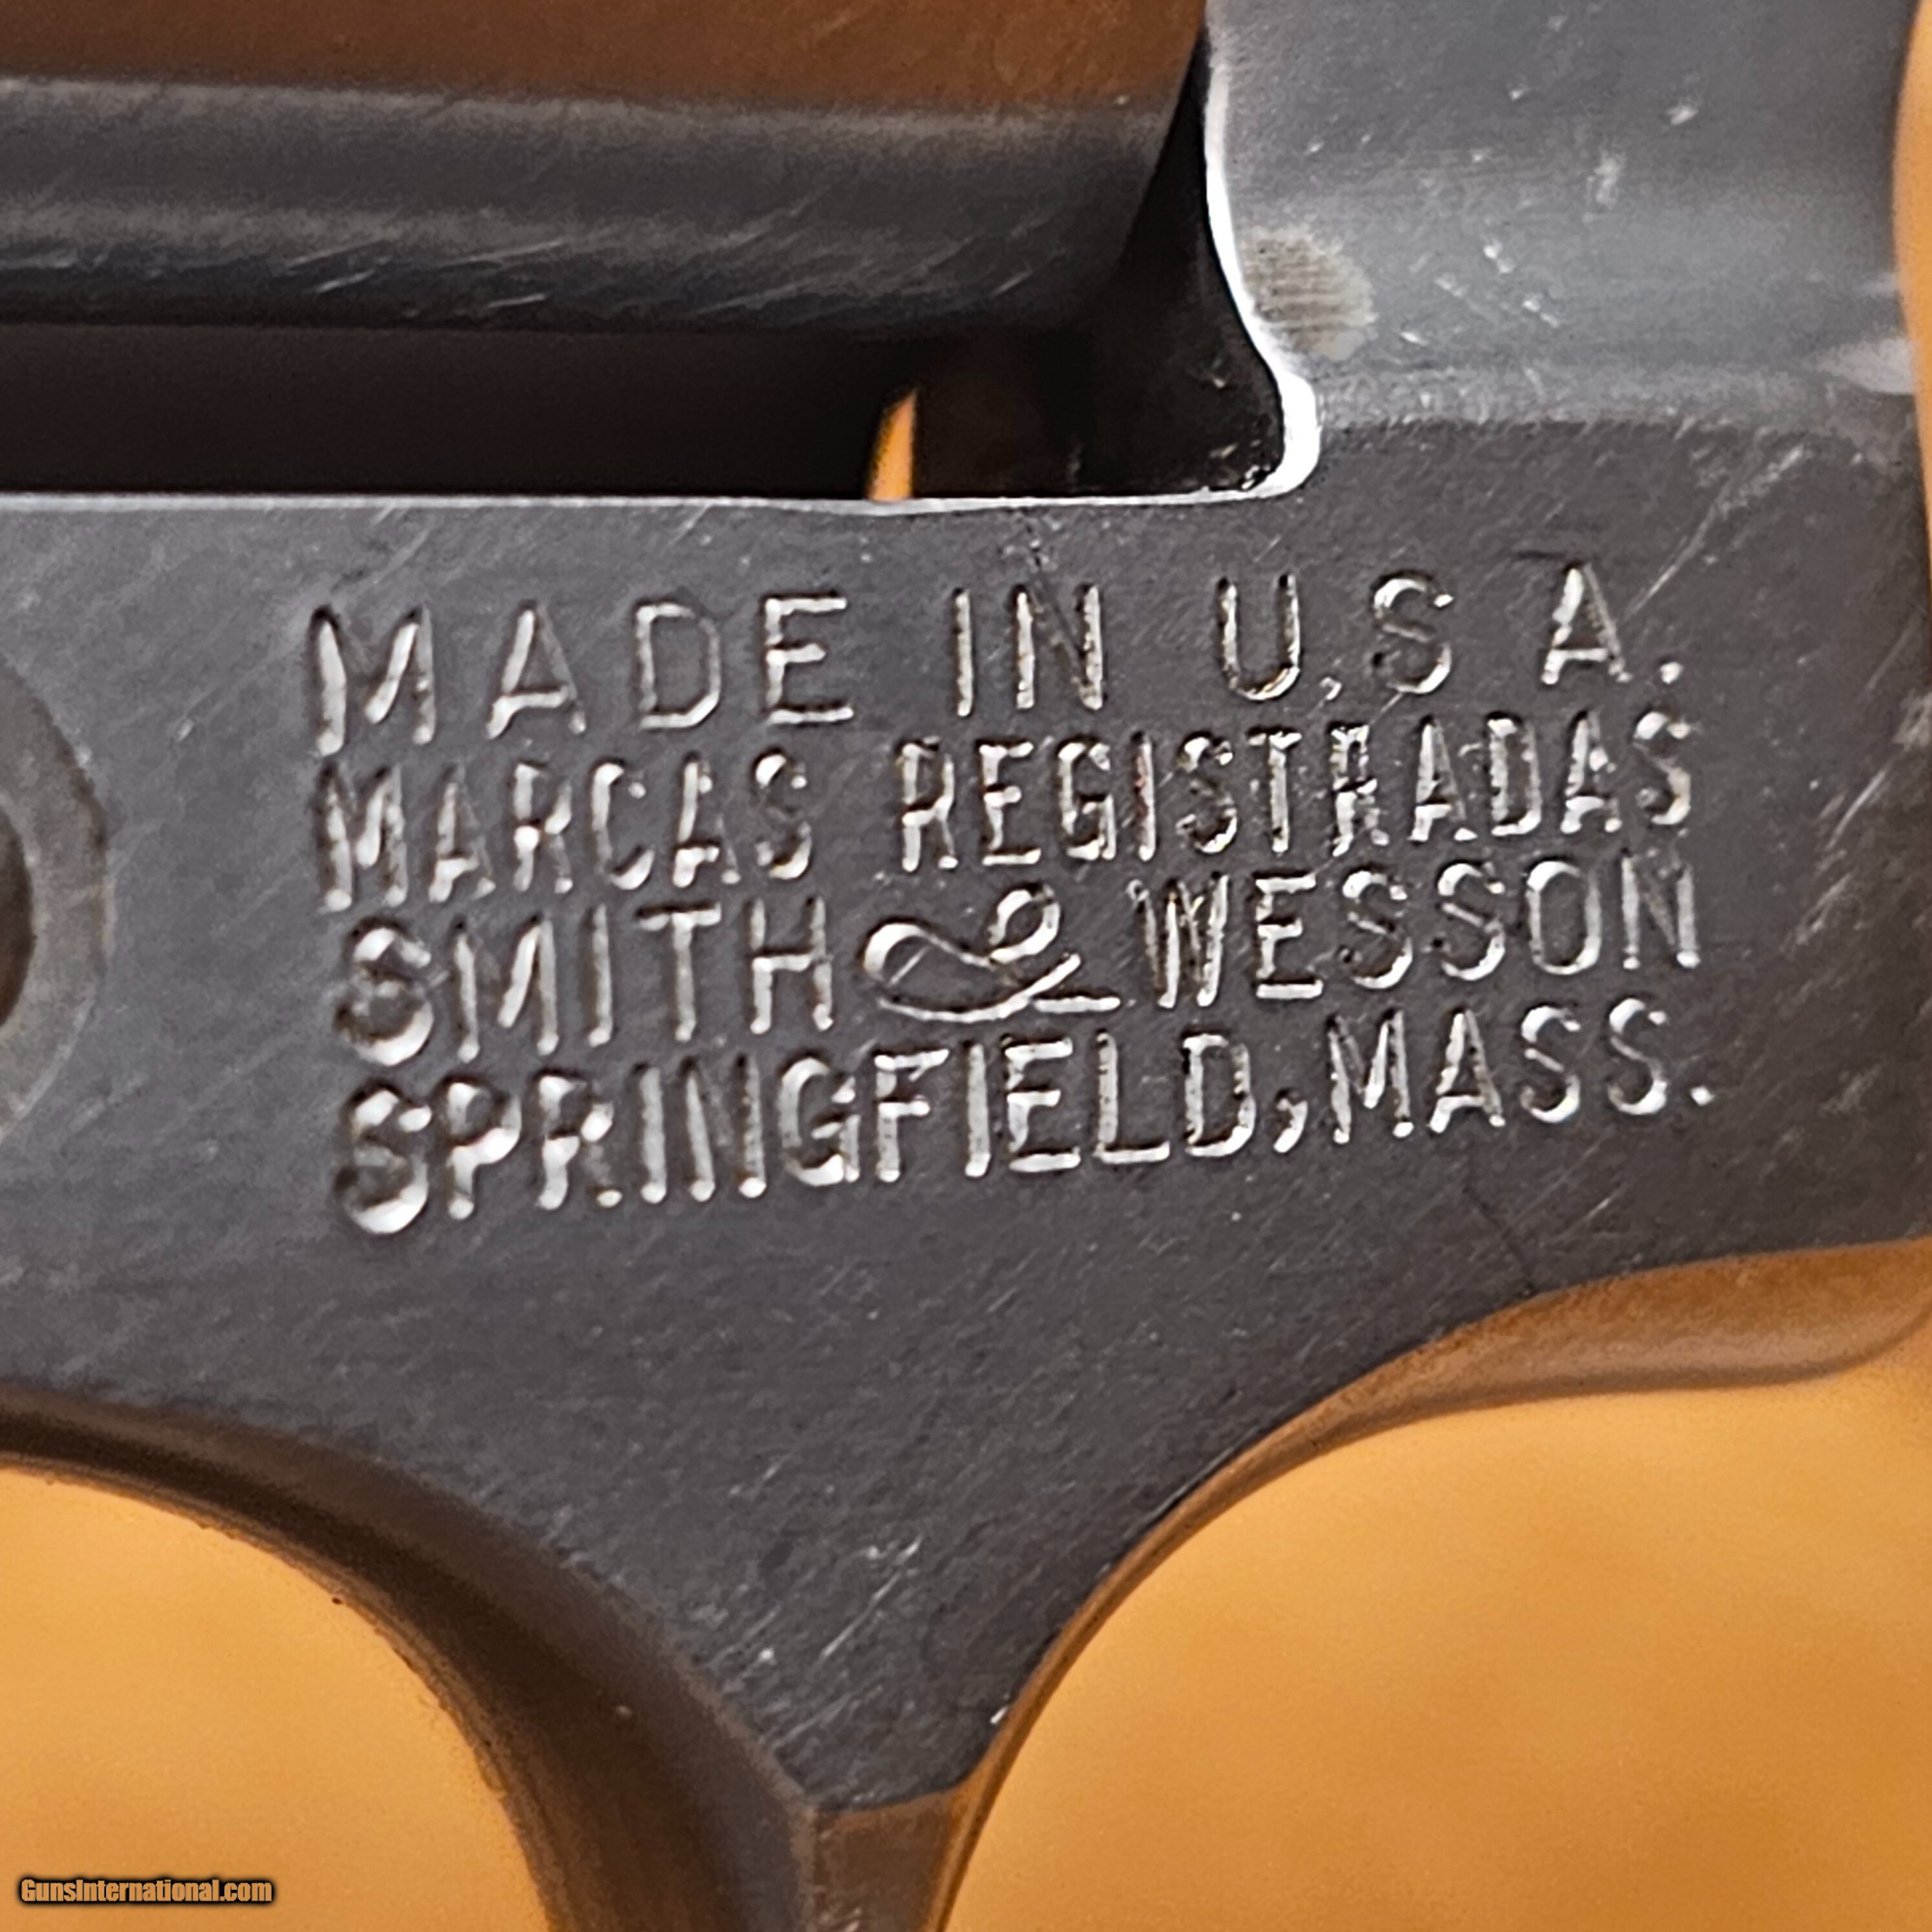 MADE IN U.S.A.
MARCAS REGISTRADAS
SMITH & WESSON
SPRINGFIELD, MASS.
GunsInternational.com